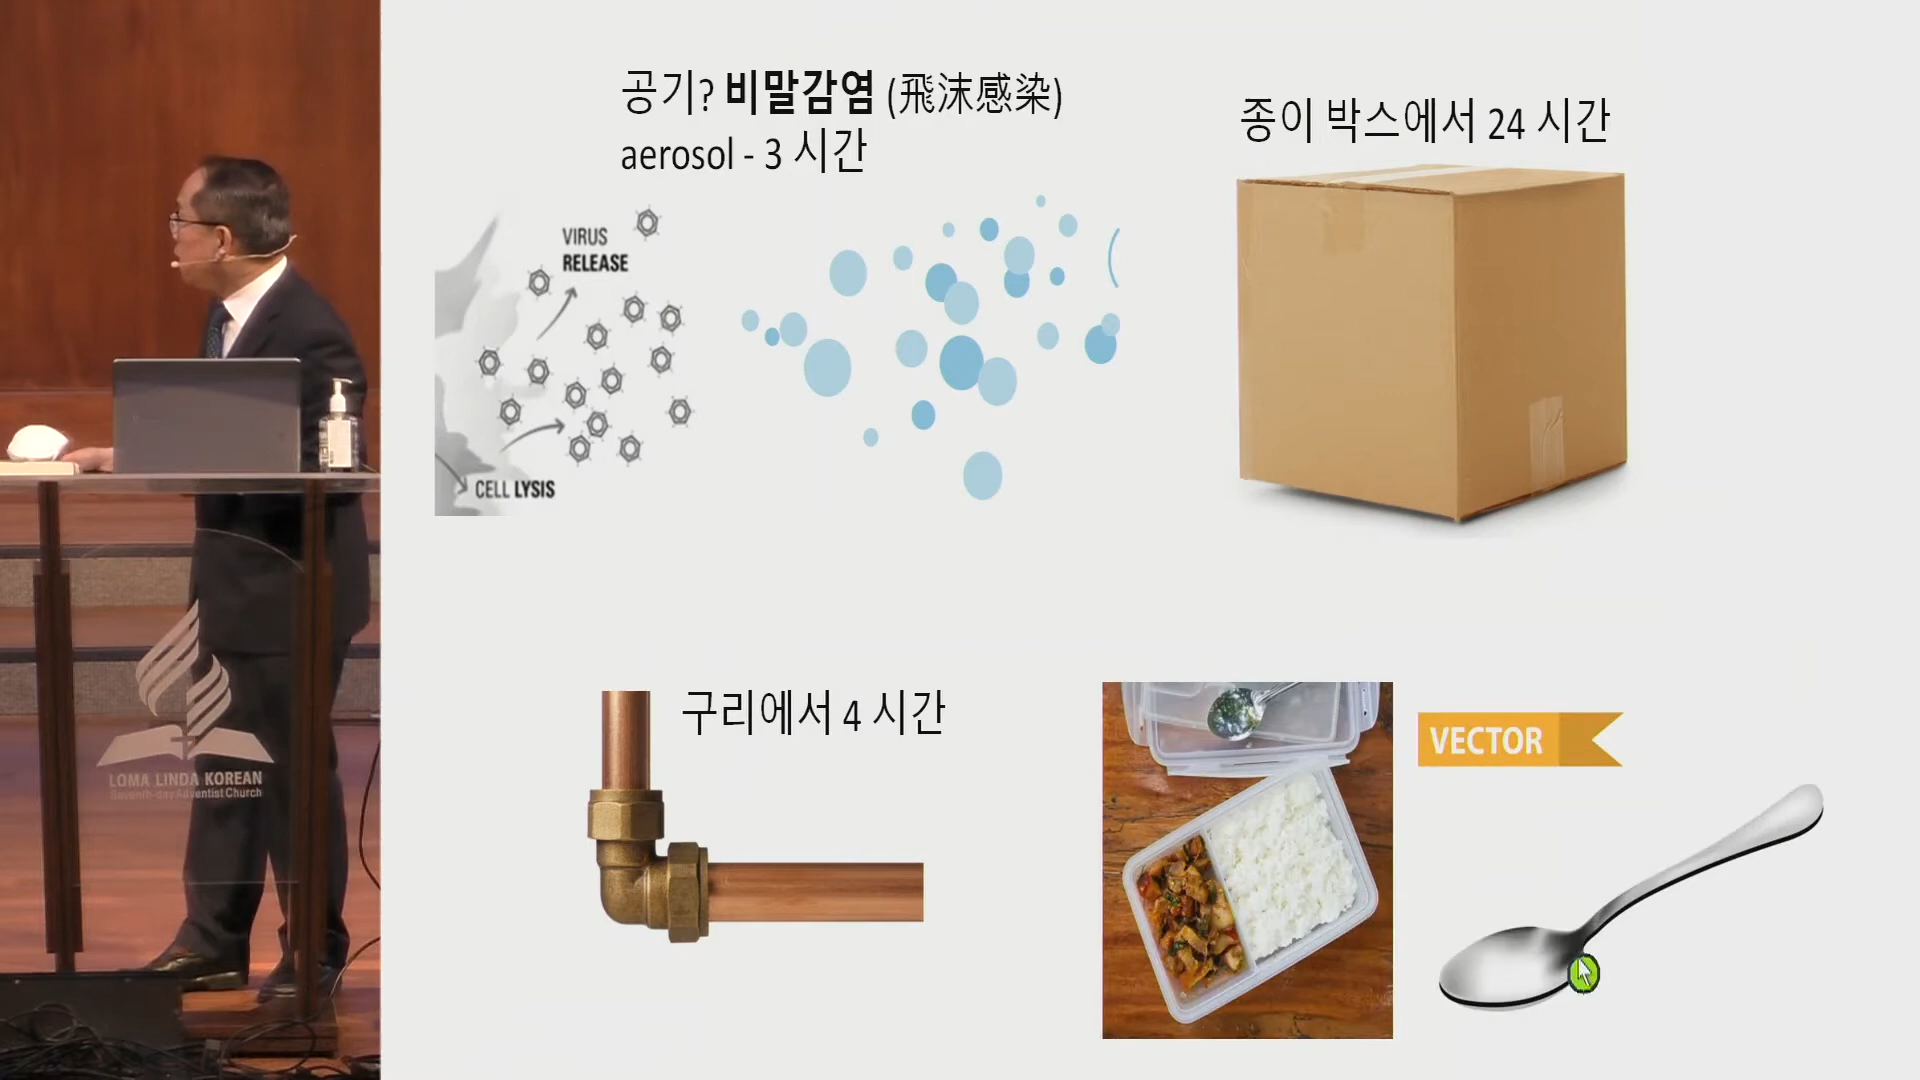 공기? 비말감염 (飛沫感染)
aerosol - 3 시간
종이 박스에서 24 시간
VIRUS
RELEASE
CELL LYSIS
구리에서 4 시간
VECTOR
LOMA LINDA KOREAN
Seventh-day Adventist Church